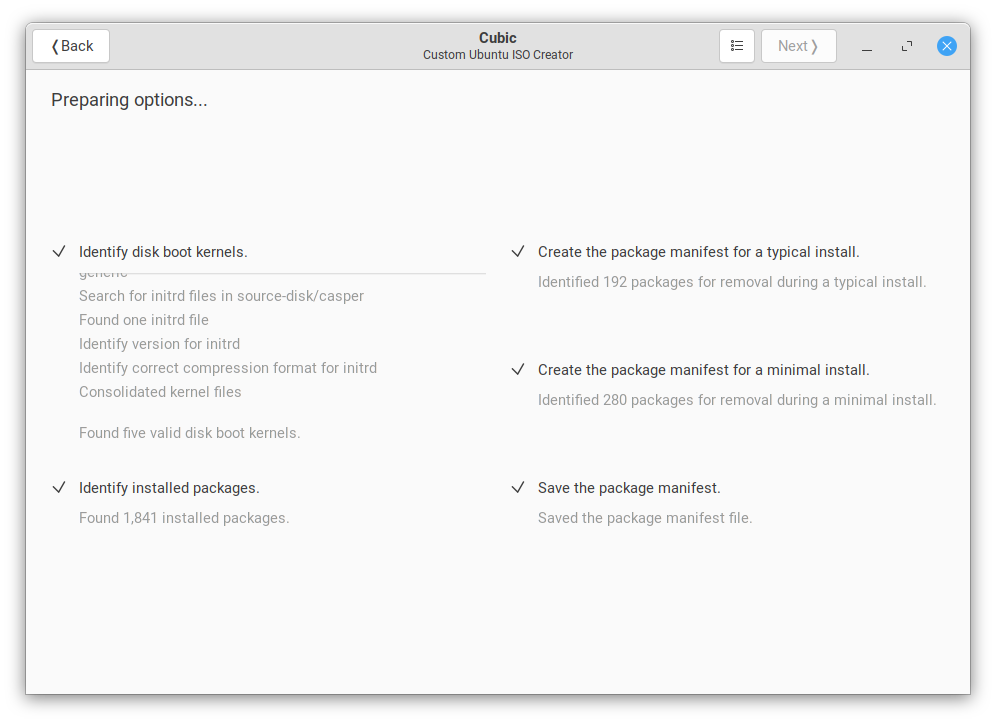 ❬Back
Cubic
Custom Ubuntu ISO Creator
Next❭
Preparing options...
Identify disk boot kernels.
generic
Search for initrd files in source-disk/casper
Found one initrd file
Identify version for initrd
Identify correct compression format for initrd
Consolidated kernel files
Found five valid disk boot kernels.
Identify installed packages.
Found 1,841 installed packages.
Create the package manifest for a typical install.
Identified 192 packages for removal during a typical install.
Create the package manifest for a minimal install.
Identified 280 packages for removal during a minimal install.
Save the package manifest.
Saved the package manifest file.